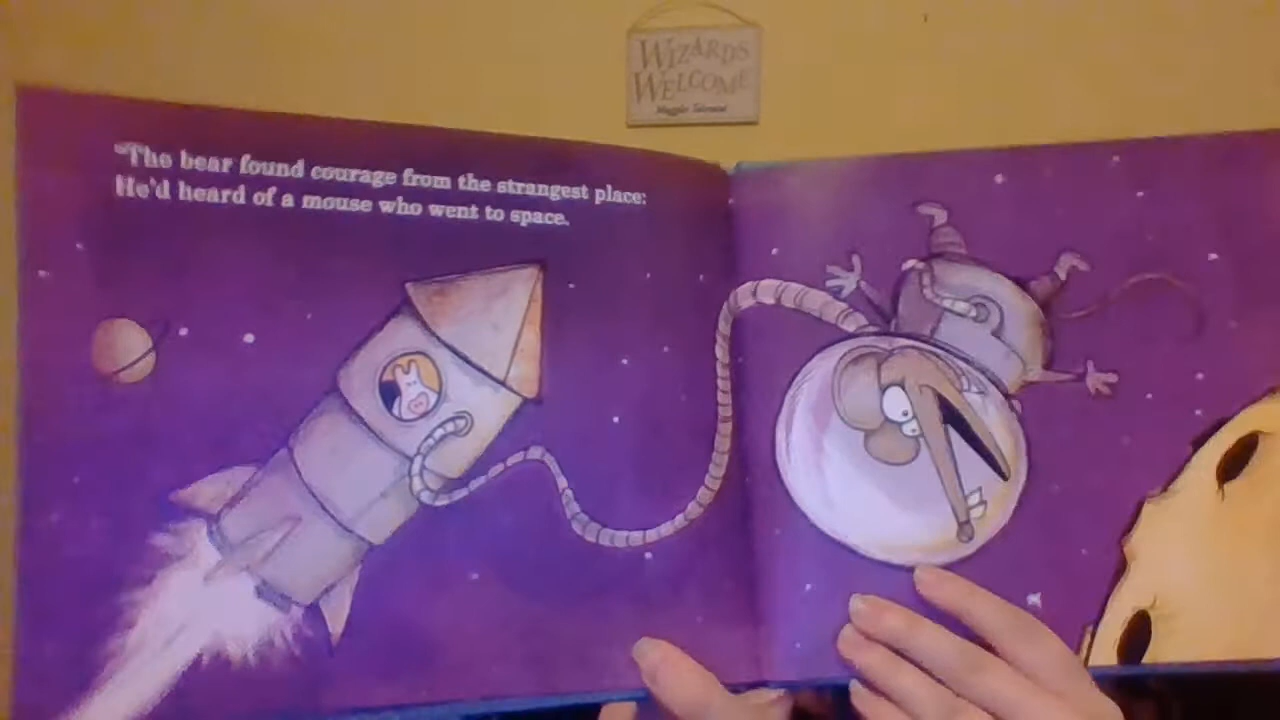 WIZARDS
WELCOME
"The bear found courage from the strangest place:
He'd heard of a mouse who went to space.